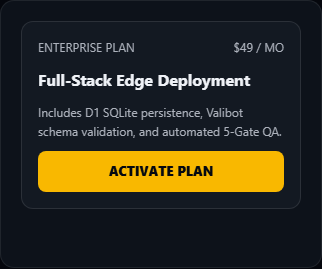 ENTERPRISE PLAN $49 / MO
Full-Stack Edge Deployment
Includes D1 SQLite persistence, Valibot
schema validation, and automated 5-Gate QA.
ACTIVATE PLAN